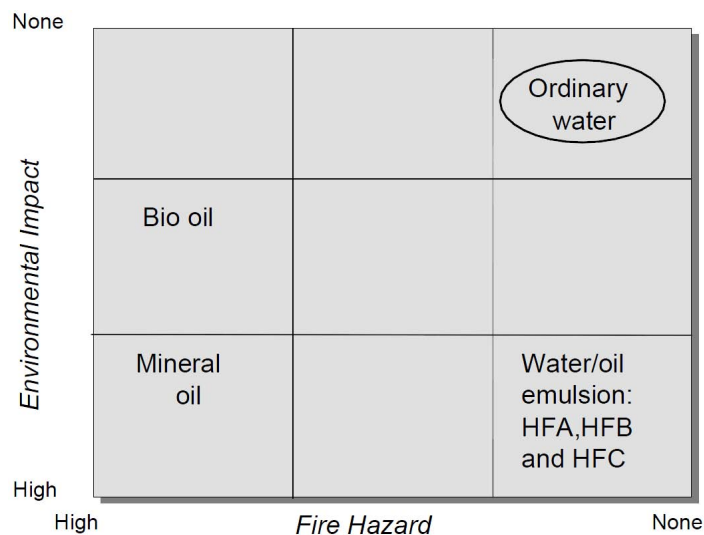 None
Ordinary
water
Environmental Impact
Bio oil
Mineral
oil
Water/oil
emulsion:
HFA,HFB
and HFC
High
High
Fire Hazard
None